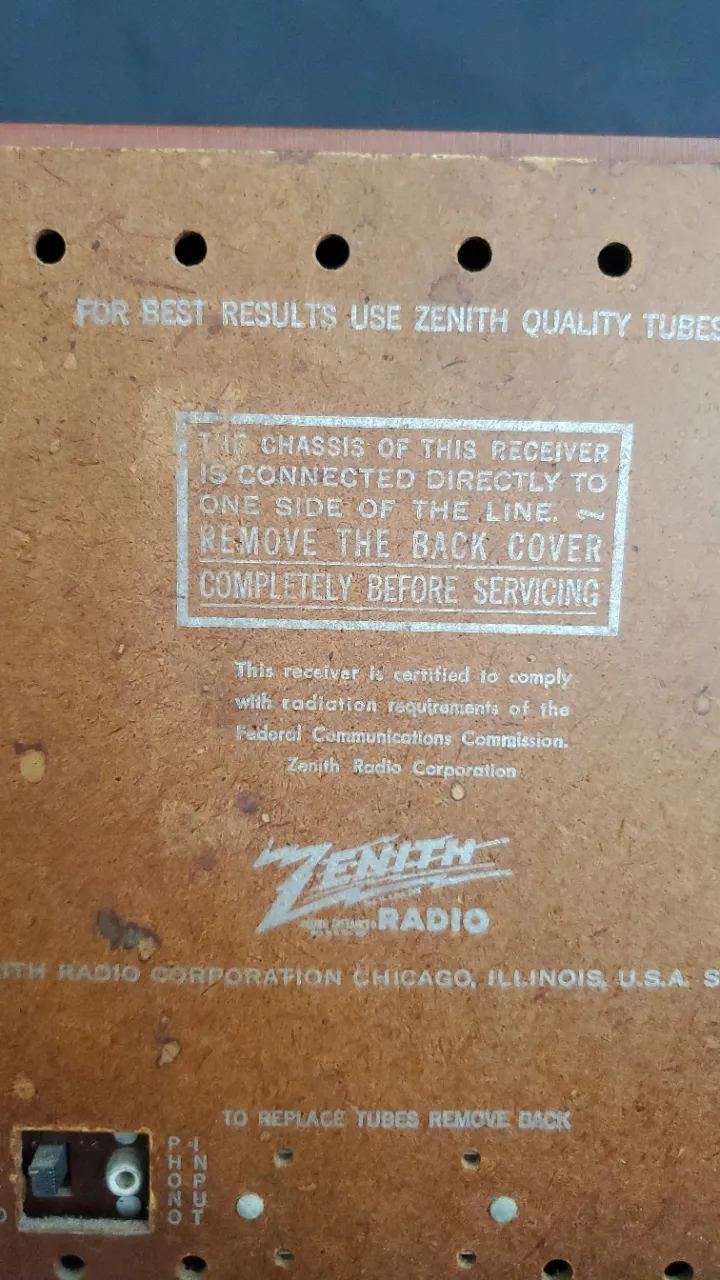 FOR BEST RESULTS USE ZENITH QUALITY TUBES
THE CHASSIS OF THIS RECEIVER
IS CONNECTED DIRECTLY TO
ONE SIDE OF THE LINE.
REMOVE THE BACK COVER
COMPLETELY BEFORE SERVICING
This receiver is certified to comply
with radiation requirements of the
Federal Communications Commission.
Zenith Radio Corporation
ZENITH
RADIO
ITH RADIO CORPORATION CHICAGO, ILLINOIS, U.S.A. S
TO REPLACE TUBES REMOVE BACK
PHONO
INPUT
O